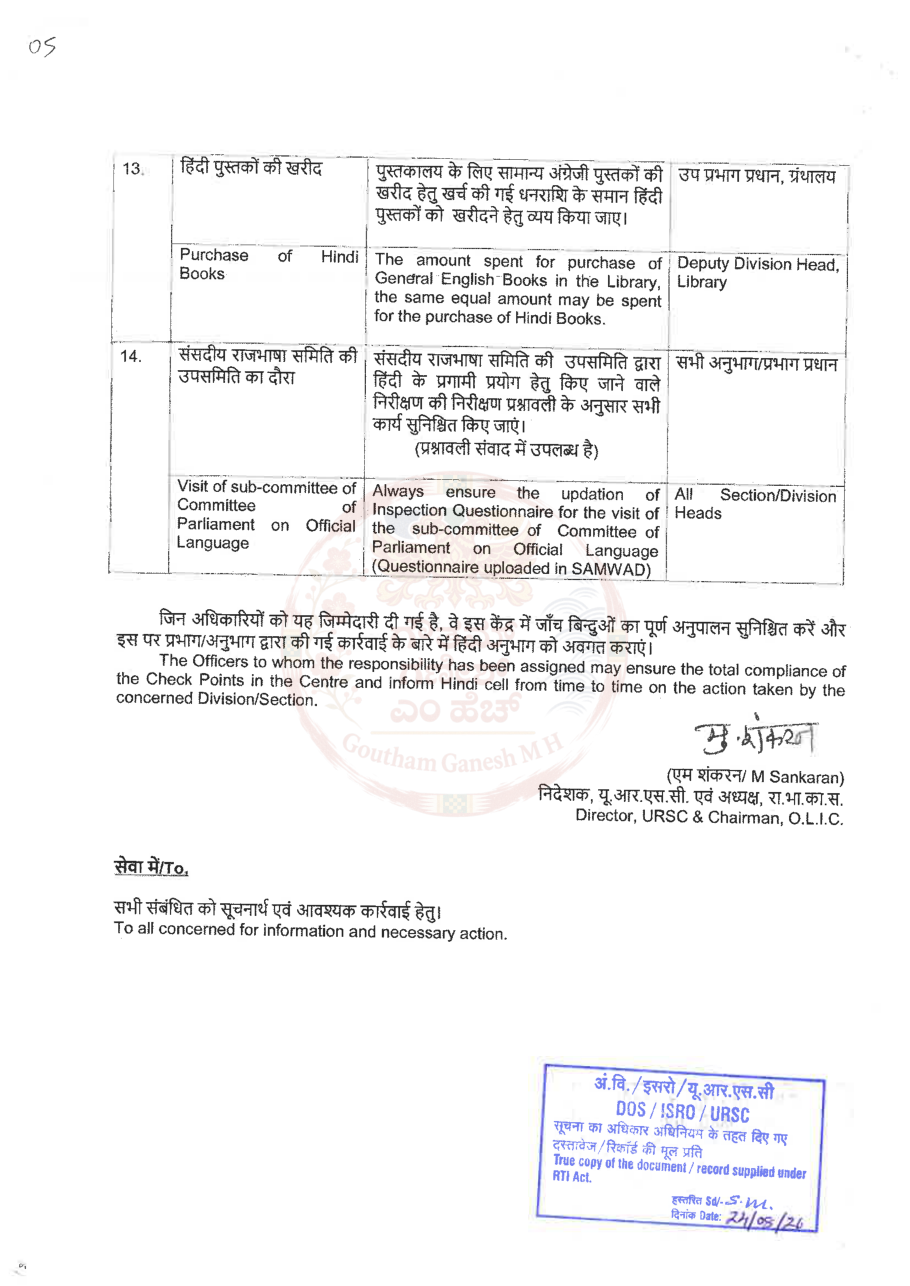 05
13.
हिंदी पुस्तकों की खरीद
पुस्तकालय के लिए सामान्य अंग्रेजी पुस्तकों की
खरीद हेतु खर्च की गई धनराशि के समान हिंदी
पुस्तकों को खरीदने हेतु व्यय किया जाए।
उप प्रभाग प्रधान, ग्रंथालय
Purchase of Hindi
Books
The amount spent for purchase of
General English Books in the Library,
the same equal amount may be spent
for the purchase of Hindi Books.
Deputy Division Head,
Library
14.
संसदीय राजभाषा समिति की
उपसमिति का दौरा
संसदीय राजभाषा समिति की उपसमिति द्वारा
हिंदी के प्रगामी प्रयोग हेतु किए जाने वाले
निरीक्षण की निरीक्षण प्रश्नावली के अनुसार सभी
कार्य सुनिश्चित किए जाएं।
(प्रश्नावली संवाद में उपलब्ध है)
सभी अनुभाग/प्रभाग प्रधान
Visit of sub-committee of
Committee of
Parliament on Official
Language
Always ensure the updation of
Inspection Questionnaire for the visit of
the sub-committee of Committee of
Parliament on Official Language
(Questionnaire uploaded in SAMWAD)
All Section/Division
Heads
जिन अधिकारियों को यह जिम्मेदारी दी गई है, वे इस केंद्र में जाँच बिन्दुओं का पूर्ण अनुपालन सुनिश्चित करें और
इस पर प्रभाग/अनुभाग द्वारा की गई कार्रवाई के बारे में हिंदी अनुभाग को अवगत कराएं।
The Officers to whom the responsibility has been assigned may ensure the total compliance of
the Check Points in the Centre and inform Hindi cell from time to time on the action taken by the
concerned Division/Section.
ಎಂ ಹೆಚ್
Goutham Ganesh M H
मु. शंकरन
(एम शंकरन/ M Sankaran)
निदेशक, यू.आर.एस.सी. एवं अध्यक्ष, रा.भा.का.स.
Director, URSC & Chairman, O.L.I.C.
सेवा में/To,
सभी संबंधित को सूचनार्थ एवं आवश्यक कार्रवाई हेतु।
To all concerned for information and necessary action.
अं.वि./इसरो/यू.आर.एस.सी
DOS / ISRO / URSC
सूचना का अधिकार अधिनियम के तहत दिए गए
दस्तावेज/रिकॉर्ड की मूल प्रति
True copy of the document / record supplied under
RTI Act.
हस्तरित Sd/- S.M.
दिनांक Date: 24/08/26